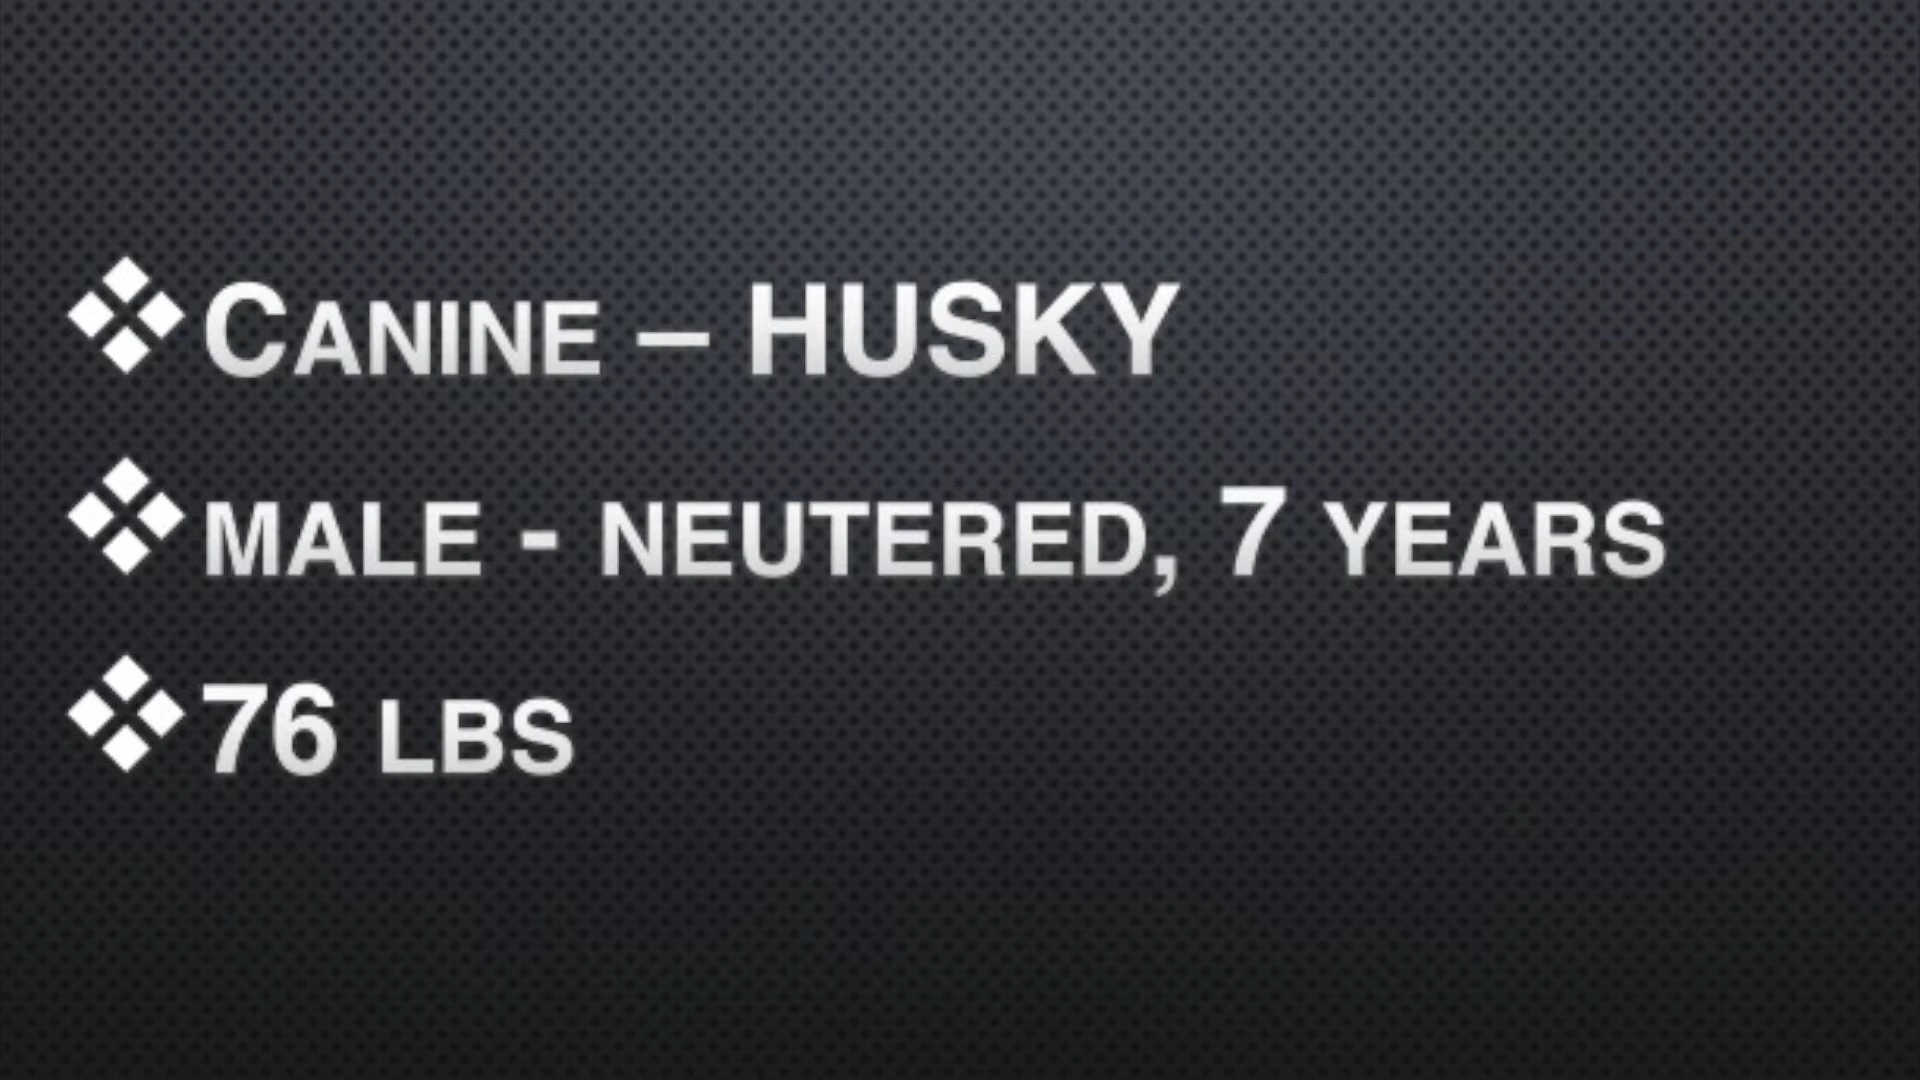 ❖Canine – HUSKY
❖male - neutered, 7 years
❖76 lbs